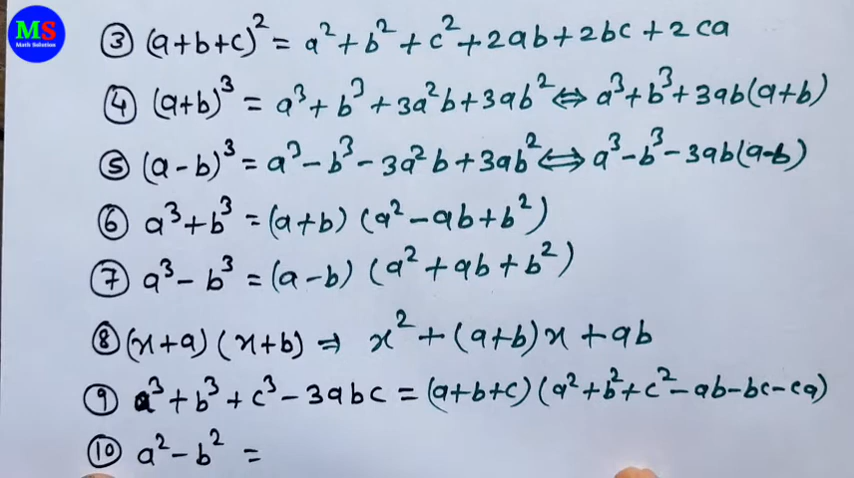 MS
Math Solution
③ (a+b+c)² = a² + b² + c² + 2ab + 2bc + 2ca
④ (a+b)³ = a³ + b³ + 3a²b + 3ab² ⇔ a³ + b³ + 3ab(a+b)
⑤ (a-b)³ = a³ - b³ - 3a²b + 3ab² ⇔ a³ - b³ - 3ab(a-b)
⑥ a³ + b³ = (a+b) (a² - ab + b²)
⑦ a³ - b³ = (a-b) (a² + ab + b²)
⑧ (x+a) (x+b) ⇒ x² + (a+b)x + ab
⑨ a³ + b³ + c³ - 3abc = (a+b+c) (a² + b² + c² - ab - bc - ca)
⑩ a² - b² =